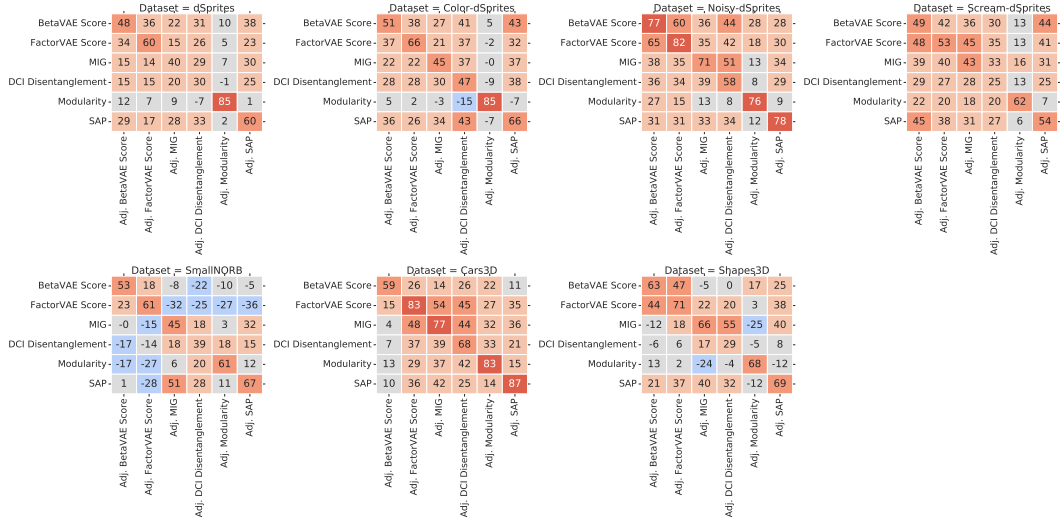 Dataset = dSprites
BetaVAE Score 48 36 22 31 10 38
FactorVAE Score 34 60 15 26 5 23
MIG 15 14 40 29 7 30
DCI Disentanglement 15 15 20 30 -1 25
Modularity 12 7 9 -7 85 1
SAP 29 17 28 33 2 60
Adj. BetaVAE Score
Adj. FactorVAE Score
Adj. MIG
Adj. DCI Disentanglement
Adj. Modularity
Adj. SAP
Dataset = Color-dSprites
51 38 27 41 5 43
37 66 21 37 -2 32
22 22 45 37 -0 37
28 28 30 47 -9 38
5 2 -3 -15 85 -7
36 26 34 43 -7 66
Adj. BetaVAE Score
Adj. FactorVAE Score
Adj. MIG
Adj. DCI Disentanglement
Adj. Modularity
Adj. SAP
Dataset = Noisy-dSprites
BetaVAE Score 77 60 36 44 28 28
FactorVAE Score 65 82 35 42 18 30
MIG 38 35 71 51 13 34
DCI Disentanglement 36 34 39 58 8 29
Modularity 27 15 13 8 76 9
SAP 31 31 33 34 12 78
Adj. BetaVAE Score
Adj. FactorVAE Score
Adj. MIG
Adj. DCI Disentanglement
Adj. Modularity
Adj. SAP
Dataset = Scream-dSprites
BetaVAE Score 49 42 36 30 13 44
FactorVAE Score 48 53 45 35 13 41
MIG 39 40 43 33 16 31
DCI Disentanglement 29 27 28 25 13 25
Modularity 22 20 18 20 62 7
SAP 45 38 31 27 6 54
Adj. BetaVAE Score
Adj. FactorVAE Score
Adj. MIG
Adj. DCI Disentanglement
Adj. Modularity
Adj. SAP
Dataset = SmallNORB
BetaVAE Score 53 18 -8 -22 -10 -5
FactorVAE Score 23 61 -32 -25 -27 -36
MIG -0 -15 45 18 3 32
DCI Disentanglement -17 -14 18 39 18 15
Modularity -17 -27 6 20 61 12
SAP 1 -28 51 28 11 67
Adj. BetaVAE Score
Adj. FactorVAE Score
Adj. MIG
Adj. DCI Disentanglement
Adj. Modularity
Adj. SAP
Dataset = Cars3D
BetaVAE Score 59 26 14 26 22 11
FactorVAE Score 15 83 54 45 27 35
MIG 4 48 77 44 32 36
DCI Disentanglement 7 37 39 68 33 21
Modularity 13 29 37 42 83 15
SAP 10 36 42 25 14 87
Adj. BetaVAE Score
Adj. FactorVAE Score
Adj. MIG
Adj. DCI Disentanglement
Adj. Modularity
Adj. SAP
Dataset = Shapes3D
BetaVAE Score 63 47 -5 0 17 25
FactorVAE Score 44 71 22 20 3 38
MIG -12 18 66 55 -25 40
DCI Disentanglement -6 6 17 29 -5 8
Modularity 13 2 -24 -4 68 -12
SAP 21 37 40 32 -12 69
Adj. BetaVAE Score
Adj. FactorVAE Score
Adj. MIG
Adj. DCI Disentanglement
Adj. Modularity
Adj. SAP